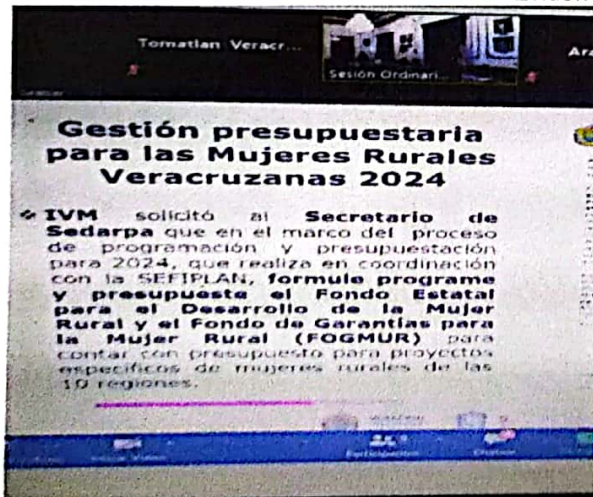 Tomatlan Veracr...
Sesión Ordinari...
Ara
Gestión presupuestaria
para las Mujeres Rurales
Veracruzanas 2024
❖ IVM solicitó al Secretario de
Sedarpa que en el marco del proceso
de programación y presupuestación
para 2024, que realiza en coordinación
con la SEFIPLAN, formule programe
y presupueste el Fondo Estatal
para el Desarrollo de la Mujer
Rural y el Fondo de Garantías para
la Mujer Rural (FOGMUR) para
contar con presupuesto para proyectos
específicos de mujeres rurales de las
10 regiones.
Participantes